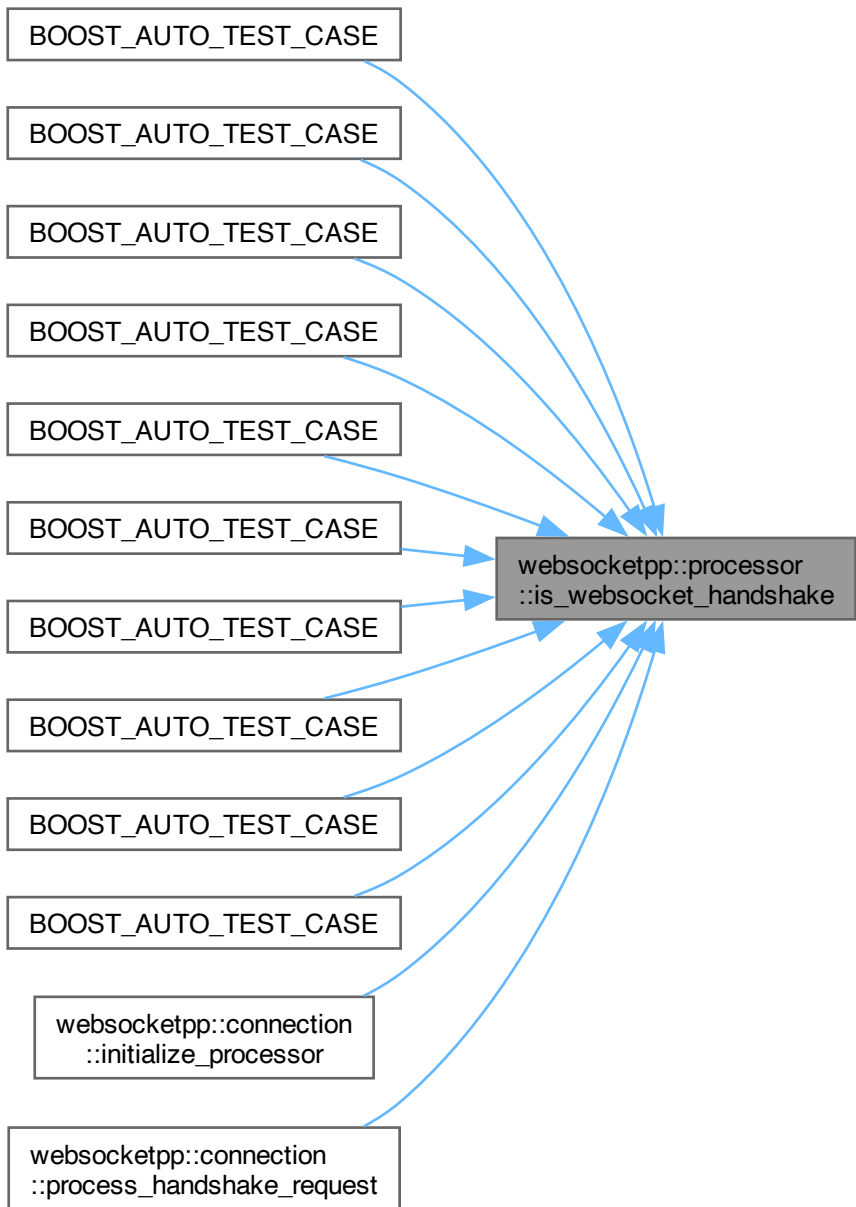 BOOST_AUTO_TEST_CASE
BOOST_AUTO_TEST_CASE
BOOST_AUTO_TEST_CASE
BOOST_AUTO_TEST_CASE
BOOST_AUTO_TEST_CASE
BOOST_AUTO_TEST_CASE
BOOST_AUTO_TEST_CASE
BOOST_AUTO_TEST_CASE
BOOST_AUTO_TEST_CASE
BOOST_AUTO_TEST_CASE
websocketpp::connection
::initialize_processor
websocketpp::connection
::process_handshake_request
websocketpp::processor
::is_websocket_handshake